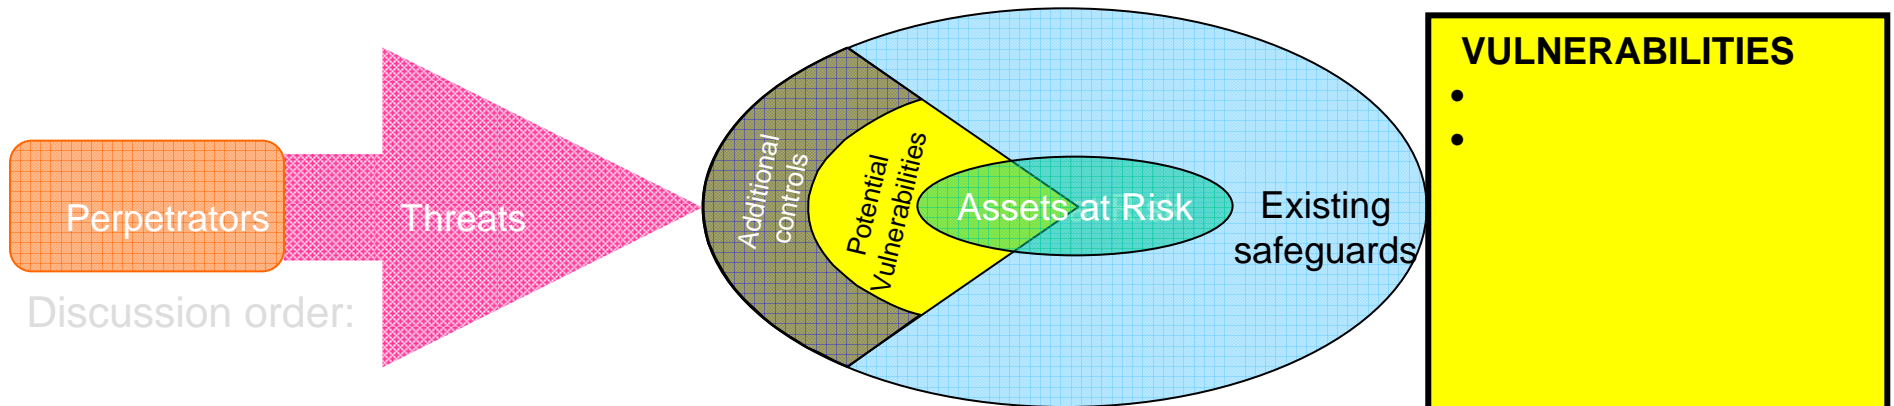 Perpetrators
Threats
Additional
controls
Potential
Vulnerabilities
Assets at Risk
Existing
safeguards
VULNERABILITIES
•
•
Discussion order: